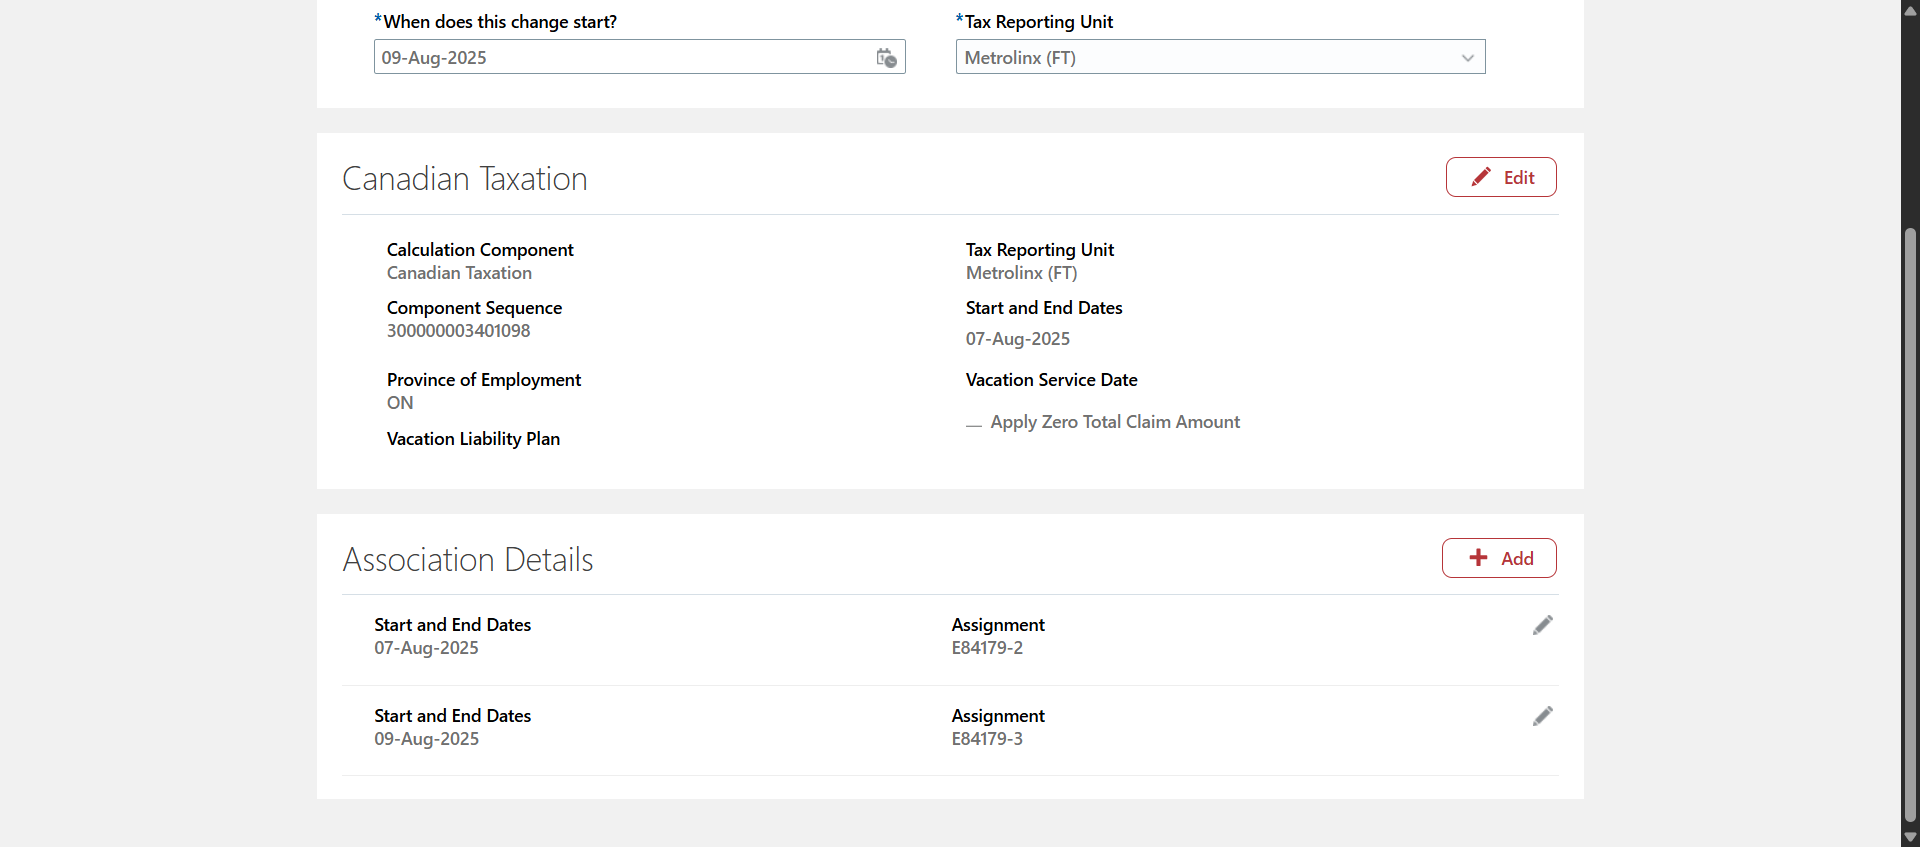 *When does this change start?
*Tax Reporting Unit
09-Aug-2025
Metrolinx (FT)
Canadian Taxation
Edit
Calculation Component
Canadian Taxation
Tax Reporting Unit
Metrolinx (FT)
Component Sequence
300000003401098
Start and End Dates
07-Aug-2025
Province of Employment
ON
Vacation Service Date
Apply Zero Total Claim Amount
Vacation Liability Plan
Association Details
Add
Start and End Dates
07-Aug-2025
Assignment
E84179-2
Start and End Dates
09-Aug-2025
Assignment
E84179-3